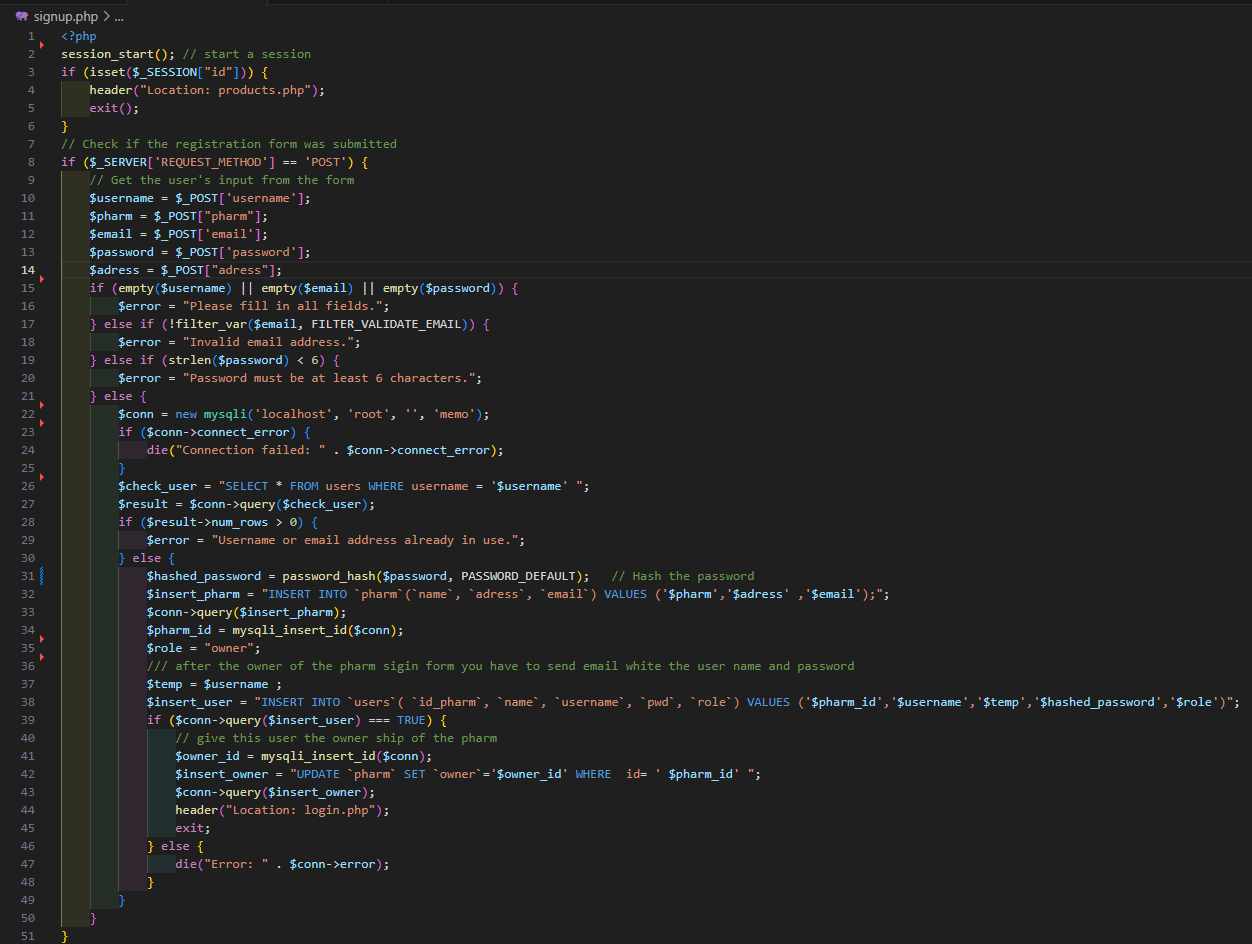 signup.php > ...
1 <?php
2 session_start(); // start a session
3 if (isset($_SESSION["id"])) {
4     header("Location: products.php");
5     exit();
6 }
7 // Check if the registration form was submitted
8 if ($_SERVER['REQUEST_METHOD'] == 'POST') {
9     // Get the user's input from the form
10     $username = $_POST['username'];
11     $pharm = $_POST["pharm"];
12     $email = $_POST['email'];
13     $password = $_POST['password'];
14     $adress = $_POST["adress"];
15     if (empty($username) || empty($email) || empty($password)) {
16         $error = "Please fill in all fields.";
17     } else if (!filter_var($email, FILTER_VALIDATE_EMAIL)) {
18         $error = "Invalid email address.";
19     } else if (strlen($password) < 6) {
20         $error = "Password must be at least 6 characters.";
21     } else {
22         $conn = new mysqli('localhost', 'root', '', 'memo');
23         if ($conn->connect_error) {
24             die("Connection failed: " . $conn->connect_error);
25         }
26         $check_user = "SELECT * FROM users WHERE username = '$username' ";
27         $result = $conn->query($check_user);
28         if ($result->num_rows > 0) {
29             $error = "Username or email address already in use.";
30         } else {
31             $hashed_password = password_hash($password, PASSWORD_DEFAULT);   // Hash the password
32             $insert_pharm = "INSERT INTO `pharm`(`name`, `adress`, `email`) VALUES ('$pharm','$adress' ,'$email');";
33             $conn->query($insert_pharm);
34             $pharm_id = mysqli_insert_id($conn);
35             $role = "owner";
36             /// after the owner of the pharm sigin form you have to send email white the user name and password
37             $temp = $username ;
38             $insert_user = "INSERT INTO `users`( `id_pharm`, `name`, `username`, `pwd`, `role`) VALUES ('$pharm_id','$username','$temp','$hashed_password','$role')";
39             if ($conn->query($insert_user) === TRUE) {
40                 // give this user the owner ship of the pharm
41                 $owner_id = mysqli_insert_id($conn);
42                 $insert_owner = "UPDATE `pharm` SET `owner`='$owner_id' WHERE  id= ' $pharm_id' ";
43                 $conn->query($insert_owner);
44                 header("Location: login.php");
45                 exit;
46             } else {
47                 die("Error: " . $conn->error);
48             }
49         }
50     }
51 }